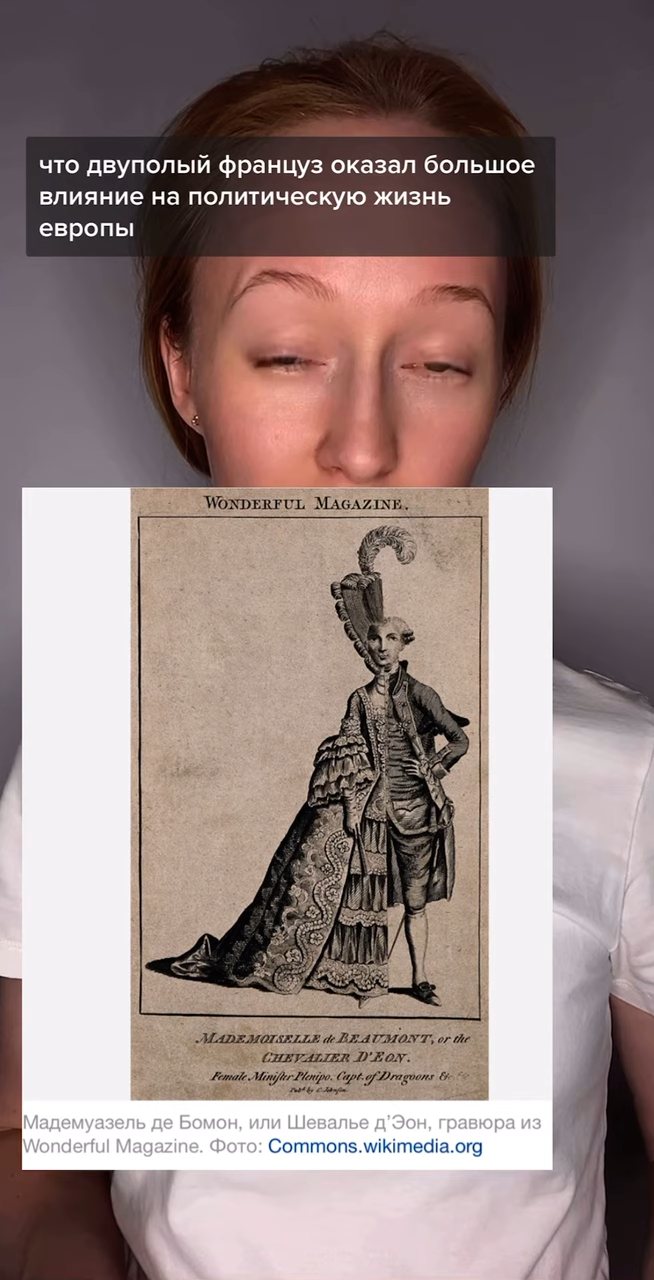 что двуполый француз оказал большое
влияние на политическую жизнь
европы
WONDERFUL MAGAZINE.
MADEMOISELLE de BEAUMONT, or the
CHEVALIER D'EON.
Female Minister Plenipo. Capt. of Dragoons &c &c
Мадемуазель де Бомон, или Шевалье д’Эон, гравюра из
Wonderful Magazine. Фото: Commons.wikimedia.org